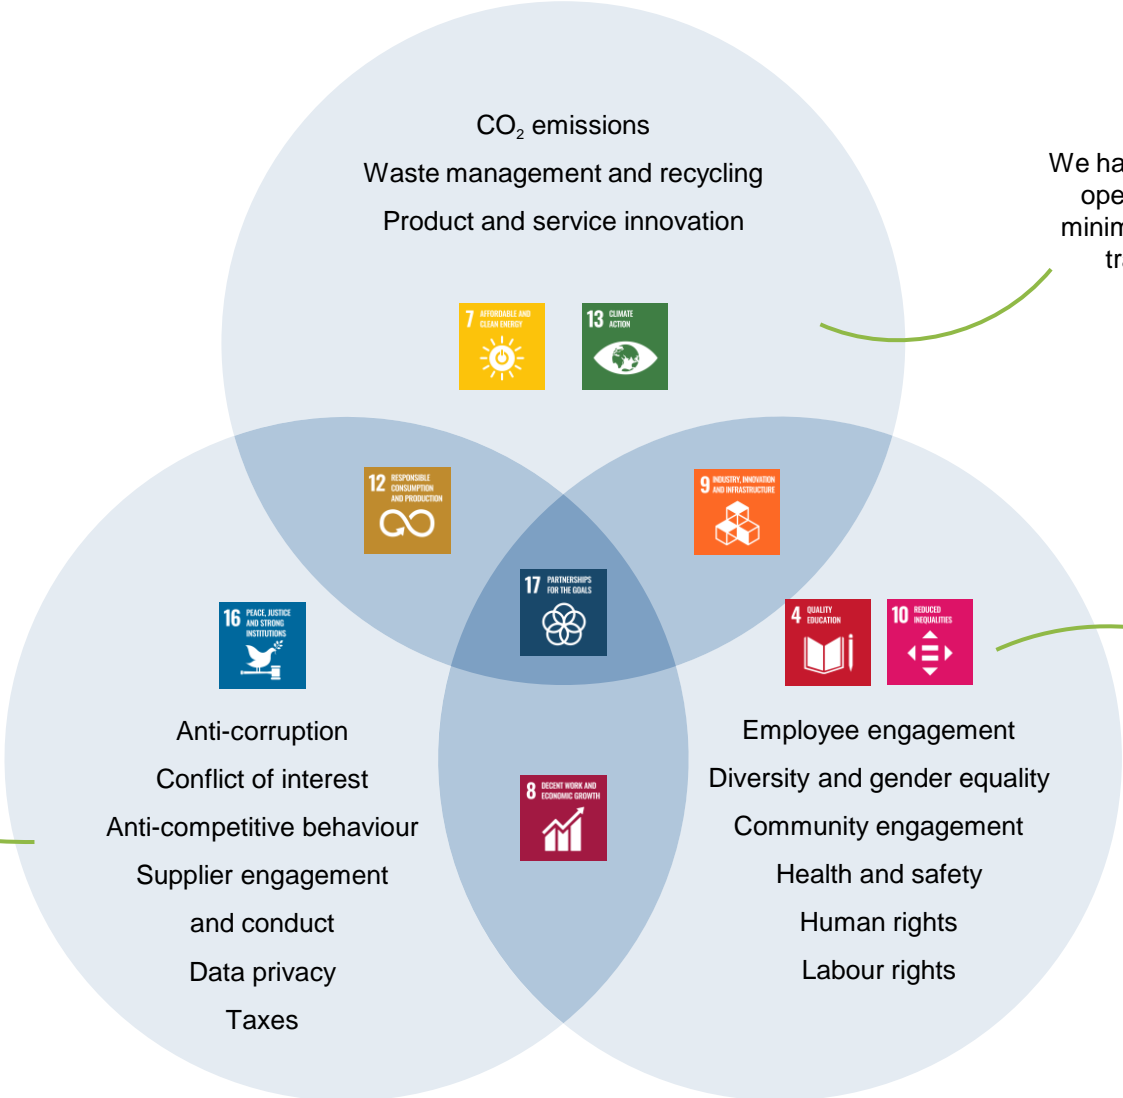 CO₂ emissions
Waste management and recycling
Product and service innovation
We ha
ope
minim
tra
7 AFFORDABLE AND
CLEAN ENERGY
13 CLIMATE
ACTION
12 RESPONSIBLE
CONSUMPTION
AND PRODUCTION
9 INDUSTRY, INNOVATION
AND INFRASTRUCTURE
17 PARTNERSHIPS
FOR THE GOALS
16 PEACE, JUSTICE
AND STRONG
INSTITUTIONS
4 QUALITY
EDUCATION
10 REDUCED
INEQUALITIES
Anti-corruption
Conflict of interest
Anti-competitive behaviour
Supplier engagement
and conduct
Data privacy
Taxes
8 DECENT WORK AND
ECONOMIC GROWTH
Employee engagement
Diversity and gender equality
Community engagement
Health and safety
Human rights
Labour rights